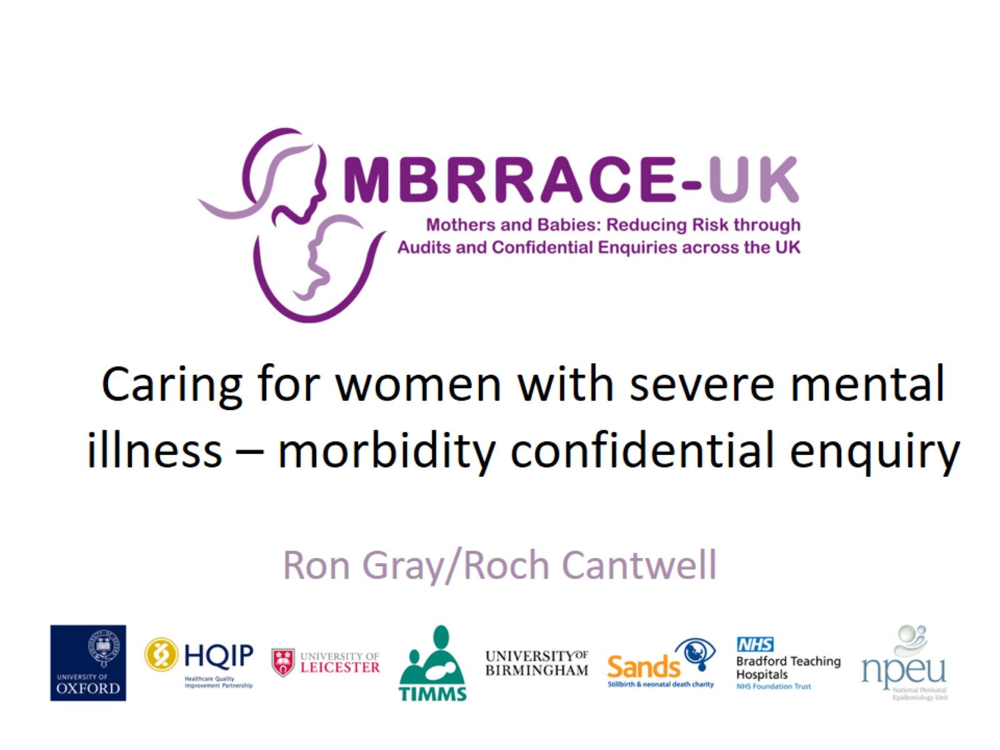 MBRRACE-UK
Mothers and Babies: Reducing Risk through
Audits and Confidential Enquiries across the UK
Caring for women with severe mental
illness – morbidity confidential enquiry
Ron Gray/Roch Cantwell
UNIVERSITY OF
OXFORD
HQIP
Healthcare Quality
Improvement Partnership
UNIVERSITY OF
LEICESTER
TIMMS
UNIVERSITY OF
BIRMINGHAM
Sands
Stillbirth & neonatal death charity
NHS
Bradford Teaching
Hospitals
NHS Foundation Trust
npeu
National Perinatal
Epidemiology Unit